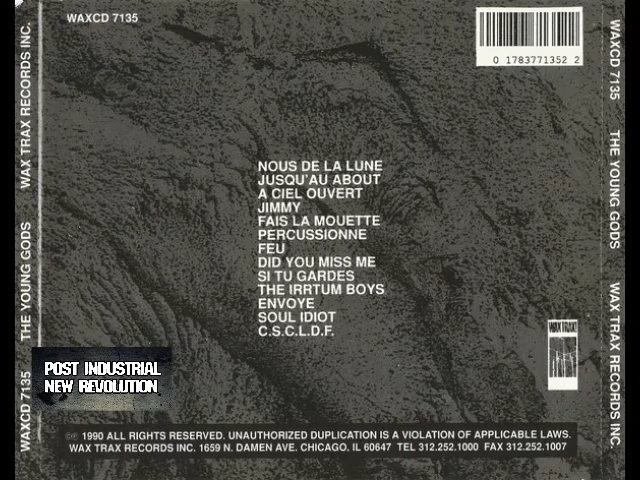 WAXCD 7135
0 1783771352 2
WAX TRAX RECORDS INC.
THE YOUNG GODS
WAXCD 7135
WAXCD 7135
THE YOUNG GODS
WAX TRAX RECORDS INC.
NOUS DE LA LUNE
JUSQU'AU ABOUT
A CIEL OUVERT
JIMMY
FAIS LA MOUETTE
PERCUSSIONNE
FEU
DID YOU MISS ME
SI TU GARDES
THE IRRTUM BOYS
ENVOYE
SOUL IDIOT
C.S.C.L.D.F.
WAX TRAX!
POST INDUSTRIAL
NEW REVOLUTION
℗© 1990 ALL RIGHTS RESERVED. UNAUTHORIZED DUPLICATION IS A VIOLATION OF APPLICABLE LAWS.
WAX TRAX RECORDS INC. 1659 N. DAMEN AVE. CHICAGO, IL 60647 TEL 312.252.1000 FAX 312.252.1007